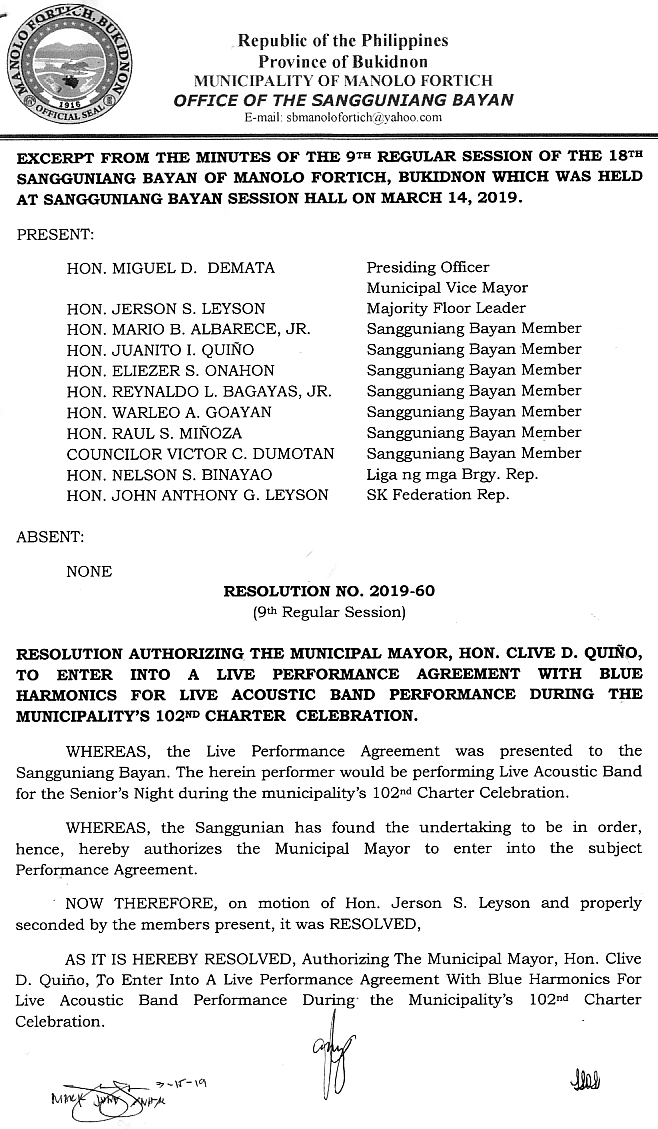 MANOLO FORTICH, BUKIDNON
1916
OFFICIAL SEAL
Republic of the Philippines
Province of Bukidnon
MUNICIPALITY OF MANOLO FORTICH
OFFICE OF THE SANGGUNIANG BAYAN
E-mail: sbmanolofortich@yahoo.com
EXCERPT FROM THE MINUTES OF THE 9TH REGULAR SESSION OF THE 18TH
SANGGUNIANG BAYAN OF MANOLO FORTICH, BUKIDNON WHICH WAS HELD
AT SANGGUNIANG BAYAN SESSION HALL ON MARCH 14, 2019.
PRESENT:
HON. MIGUEL D. DEMATA Presiding Officer
Municipal Vice Mayor
HON. JERSON S. LEYSON Majority Floor Leader
HON. MARIO B. ALBARECE, JR. Sangguniang Bayan Member
HON. JUANITO I. QUIÑO Sangguniang Bayan Member
HON. ELIEZER S. ONAHON Sangguniang Bayan Member
HON. REYNALDO L. BAGAYAS, JR. Sangguniang Bayan Member
HON. WARLEO A. GOAYAN Sangguniang Bayan Member
HON. RAUL S. MIÑOZA Sangguniang Bayan Member
COUNCILOR VICTOR C. DUMOTAN Sangguniang Bayan Member
HON. NELSON S. BINAYAO Liga ng mga Brgy. Rep.
HON. JOHN ANTHONY G. LEYSON SK Federation Rep.
ABSENT:
NONE
RESOLUTION NO. 2019-60
(9th Regular Session)
RESOLUTION AUTHORIZING THE MUNICIPAL MAYOR, HON. CLIVE D. QUIÑO,
TO ENTER INTO A LIVE PERFORMANCE AGREEMENT WITH BLUE
HARMONICS FOR LIVE ACOUSTIC BAND PERFORMANCE DURING THE
MUNICIPALITY'S 102ND CHARTER CELEBRATION.
WHEREAS, the Live Performance Agreement was presented to the
Sangguniang Bayan. The herein performer would be performing Live Acoustic Band
for the Senior's Night during the municipality's 102nd Charter Celebration.
WHEREAS, the Sanggunian has found the undertaking to be in order,
hence, hereby authorizes the Municipal Mayor to enter into the subject
Performance Agreement.
NOW THEREFORE, on motion of Hon. Jerson S. Leyson and properly
seconded by the members present, it was RESOLVED,
AS IT IS HEREBY RESOLVED, Authorizing The Municipal Mayor, Hon. Clive
D. Quiño, To Enter Into A Live Performance Agreement With Blue Harmonics For
Live Acoustic Band Performance During the Municipality's 102nd Charter
Celebration.
3-15-19